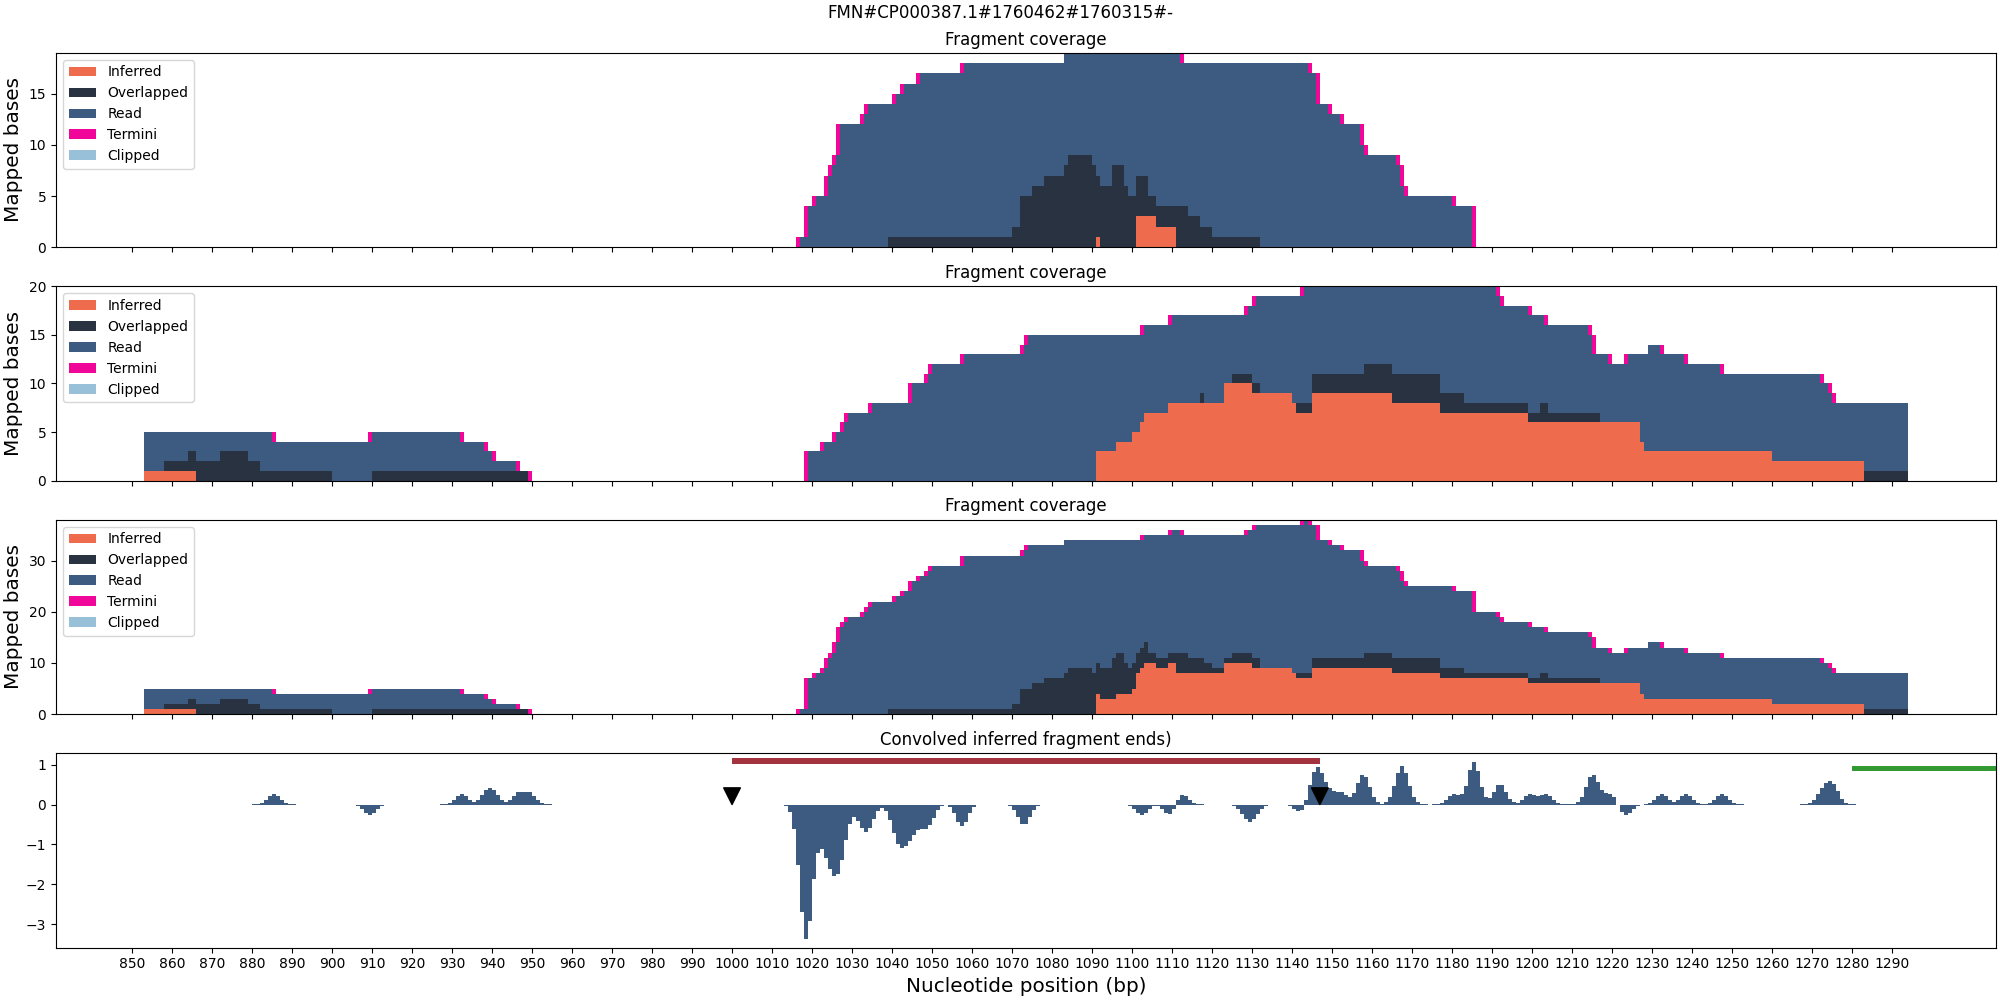 FMN#CP000387.1#1760462#1760315#-
Fragment coverage
Mapped bases
15
10
5
0
Inferred
Overlapped
Read
Termini
Clipped
Fragment coverage
Mapped bases
20
15
10
5
0
Inferred
Overlapped
Read
Termini
Clipped
Fragment coverage
Mapped bases
30
20
10
0
Inferred
Overlapped
Read
Termini
Clipped
Convolved inferred fragment ends)
1
0
−1
−2
−3
850 860 870 880 890 900 910 920 930 940 950 960 970 980 990 1000 1010 1020 1030 1040 1050 1060 1070 1080 1090 1100 1110 1120 1130 1140 1150 1160 1170 1180 1190 1200 1210 1220 1230 1240 1250 1260 1270 1280 1290
Nucleotide position (bp)